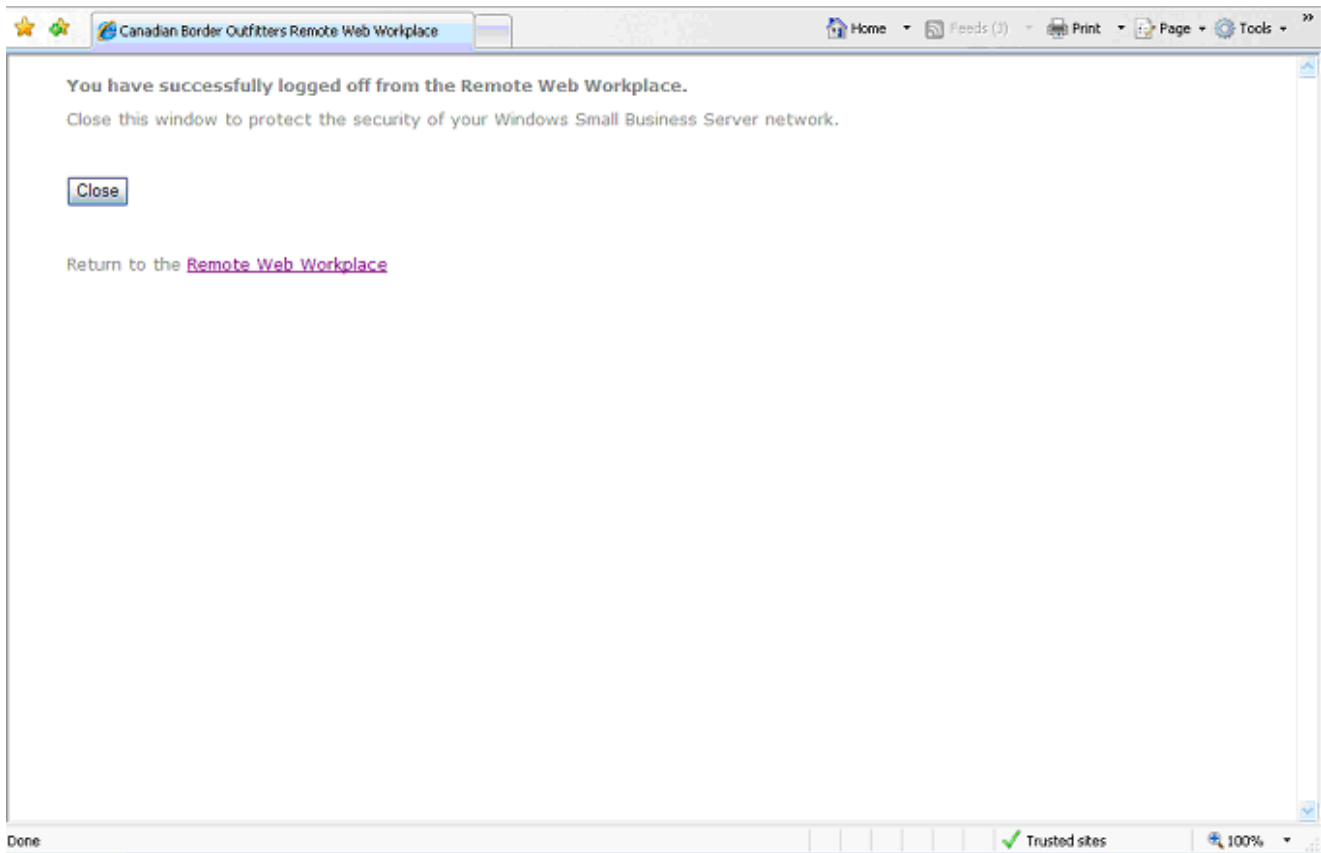 Canadian Border Outfitters Remote Web Workplace Home Feeds (J) Print Page Tools »
You have successfully logged off from the Remote Web Workplace.
Close this window to protect the security of your Windows Small Business Server network.
Close
Return to the Remote Web Workplace
Done Trusted sites 100%